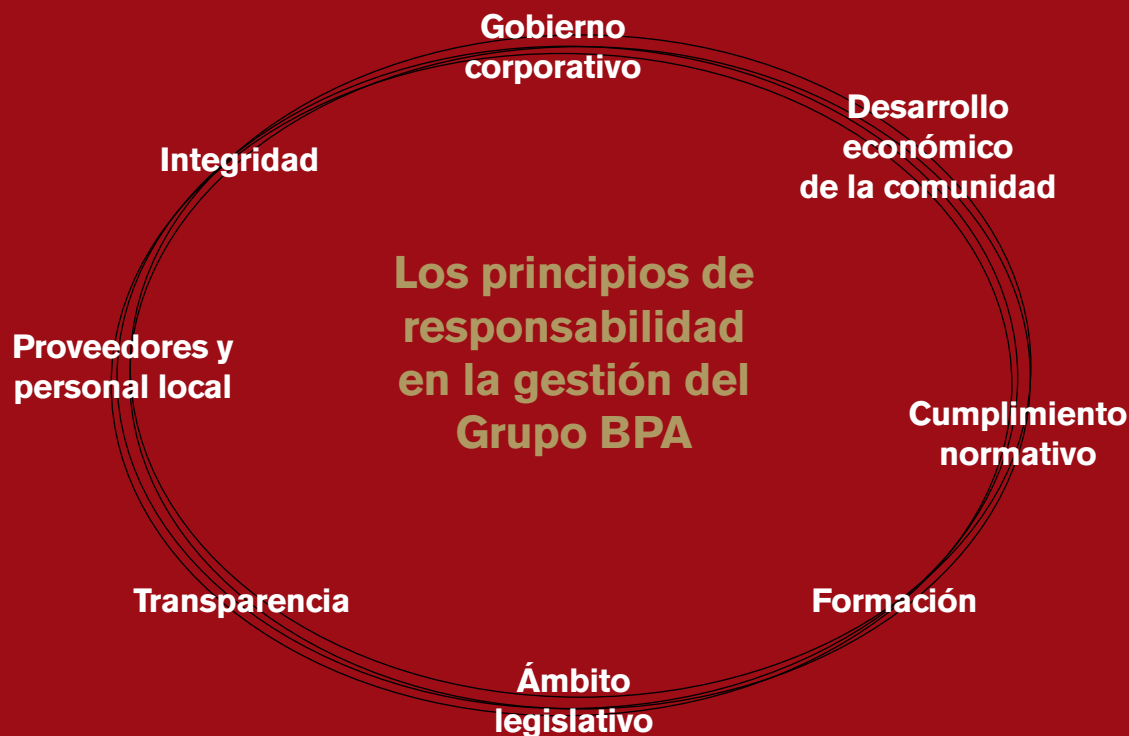 Gobierno
corporativo
Desarrollo
económico
de la comunidad
Integridad
Los principios de
responsabilidad
en la gestión del
Grupo BPA
Proveedores y
personal local
Cumplimiento
normativo
Transparencia
Formación
Ámbito
legislativo